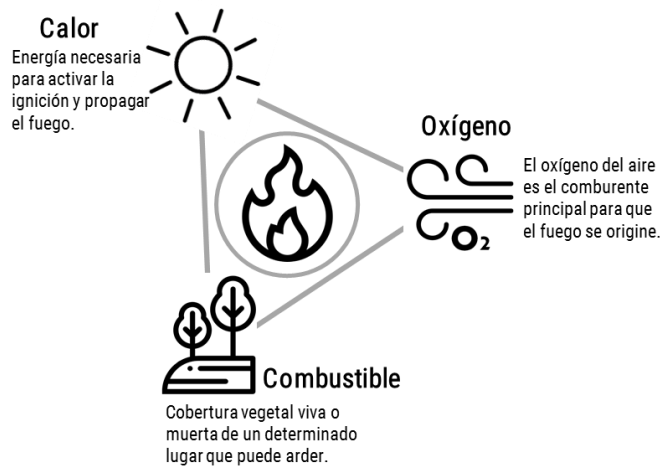 Calor
Energía necesaria
para activar la
ignición y propagar
el fuego.
Oxígeno
El oxígeno del aire
es el comburente
principal para que
el fuego se origine.
O₂
Combustible
Cobertura vegetal viva o
muerta de un determinado
lugar que puede arder.